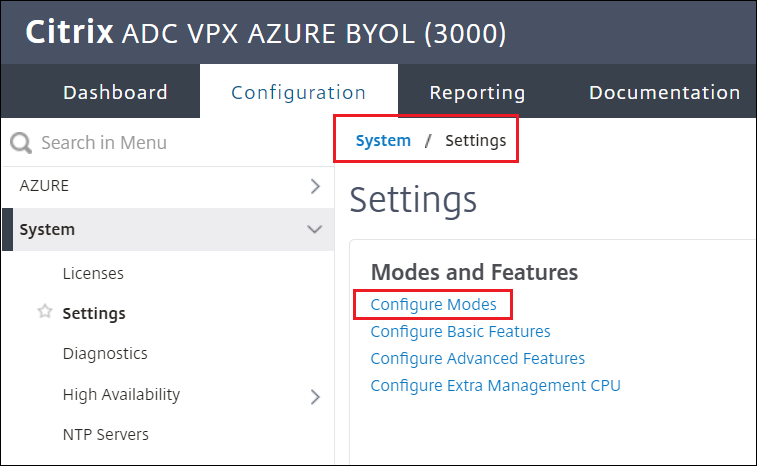 Citrix ADC VPX AZURE BYOL (3000)
Dashboard Configuration Reporting Documentation
Search in Menu
AZURE
System
Licenses
Settings
Diagnostics
High Availability
NTP Servers
System / Settings
Settings
Modes and Features
Configure Modes
Configure Basic Features
Configure Advanced Features
Configure Extra Management CPU